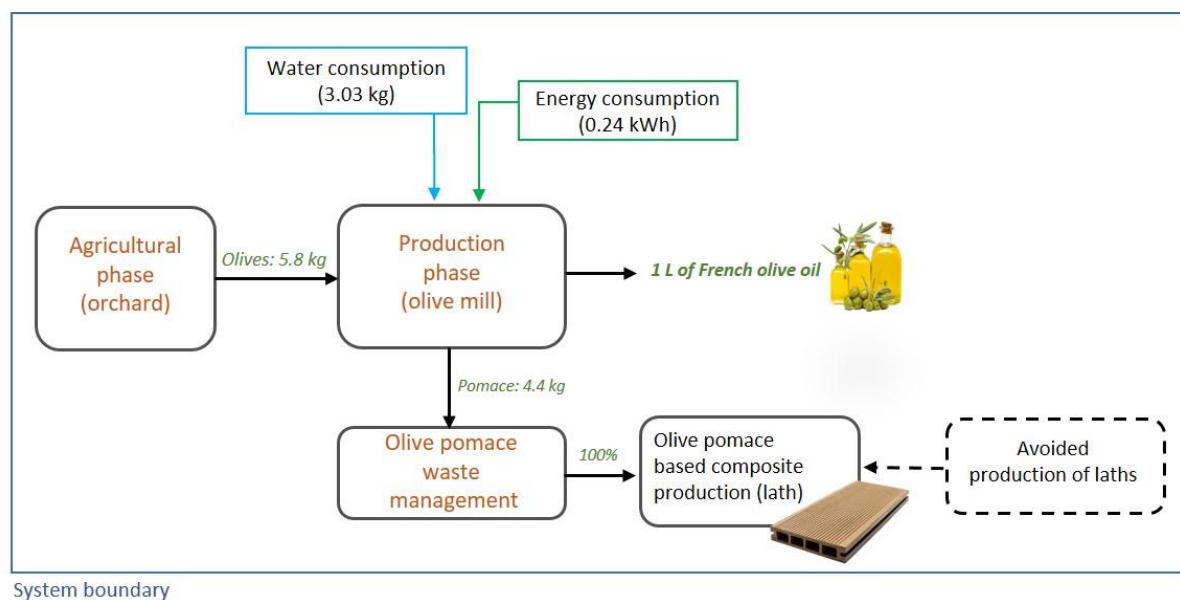 Water consumption
(3.03 kg)
Energy consumption
(0.24 kWh)
Agricultural
phase
(orchard)
Olives: 5.8 kg
Production
phase
(olive mill)
1 L of French olive oil
Pomace: 4.4 kg
Olive pomace
waste
management
100%
Olive pomace
based composite
production (lath)
Avoided
production of laths
System boundary